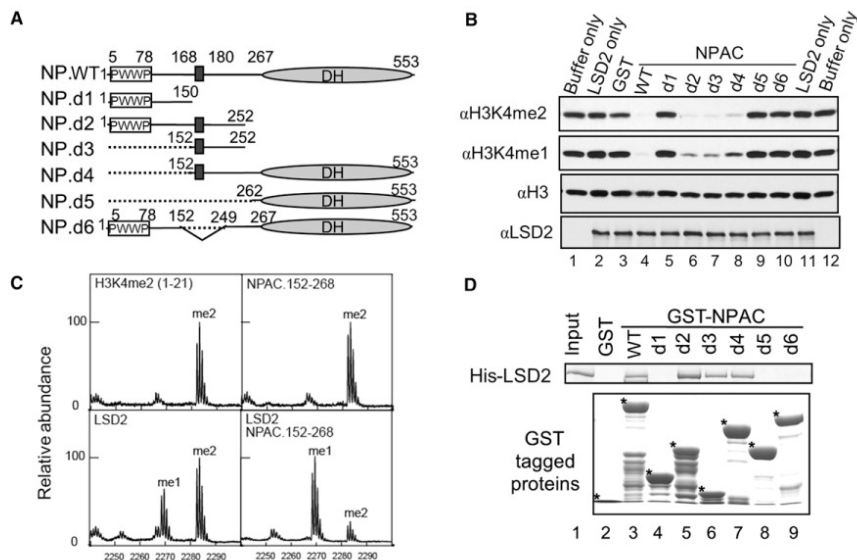 A
5 78 168 180 267 553
NP.WT 1 PWWP DH
NP.d1 1 PWWP 150
NP.d2 1 PWWP 252
NP.d3 152 252
NP.d4 152 DH 553
NP.d5 262 DH 553
NP.d6 1 5 78 152 249 267 553
PWWP DH
B
Buffer only
LSD2 only
GST
NPAC
WT d1 d2 d3 d4 d5 d6
LSD2 only
Buffer only
αH3K4me2
αH3K4me1
αH3
αLSD2
1 2 3 4 5 6 7 8 9 10 11 12
C
Relative abundance
H3K4me2 (1-21)
me2
100
0
NPAC.152-268
me2
LSD2
me1
me2
100
0
LSD2
NPAC.152-268
me1
me2
2250 2260 2270 2280 2290
2250 2260 2270 2280 2290
D
GST-NPAC
Input GST WT d1 d2 d3 d4 d5 d6
His-LSD2
GST
tagged
proteins
* * * * * * * *
1 2 3 4 5 6 7 8 9